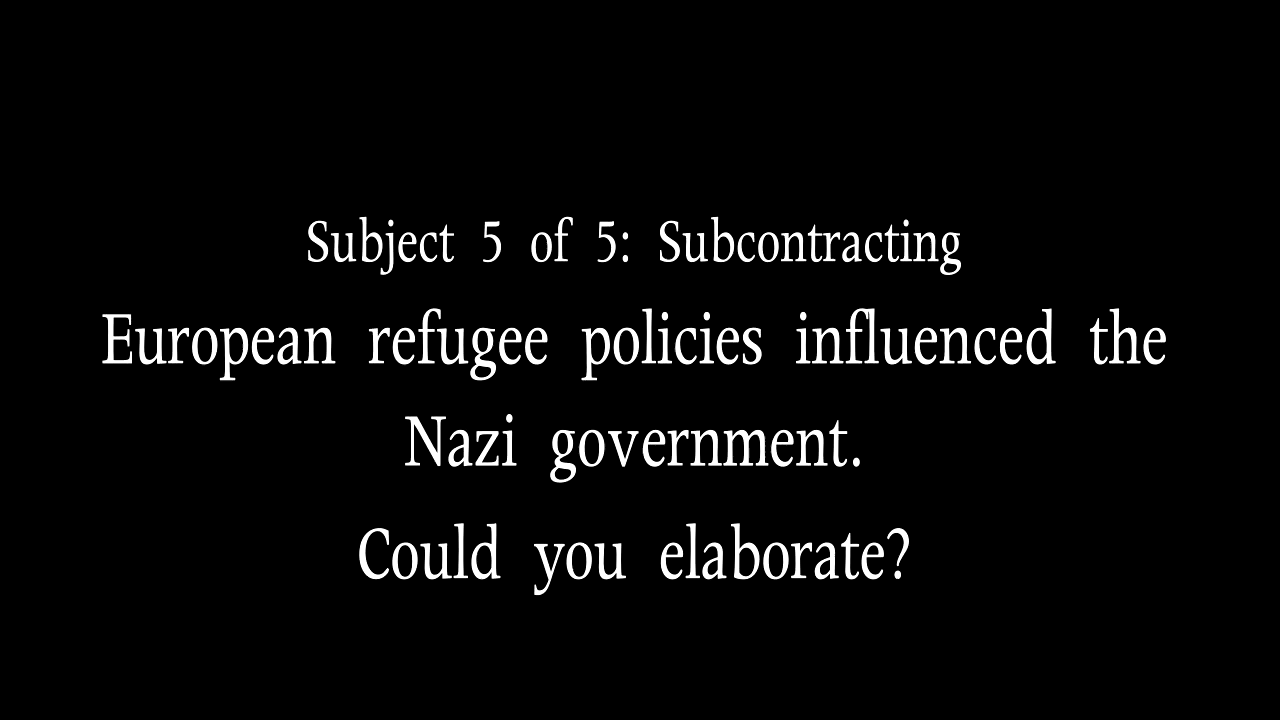 Subject 5 of 5: Subcontracting
European refugee policies influenced the
Nazi government.
Could you elaborate?